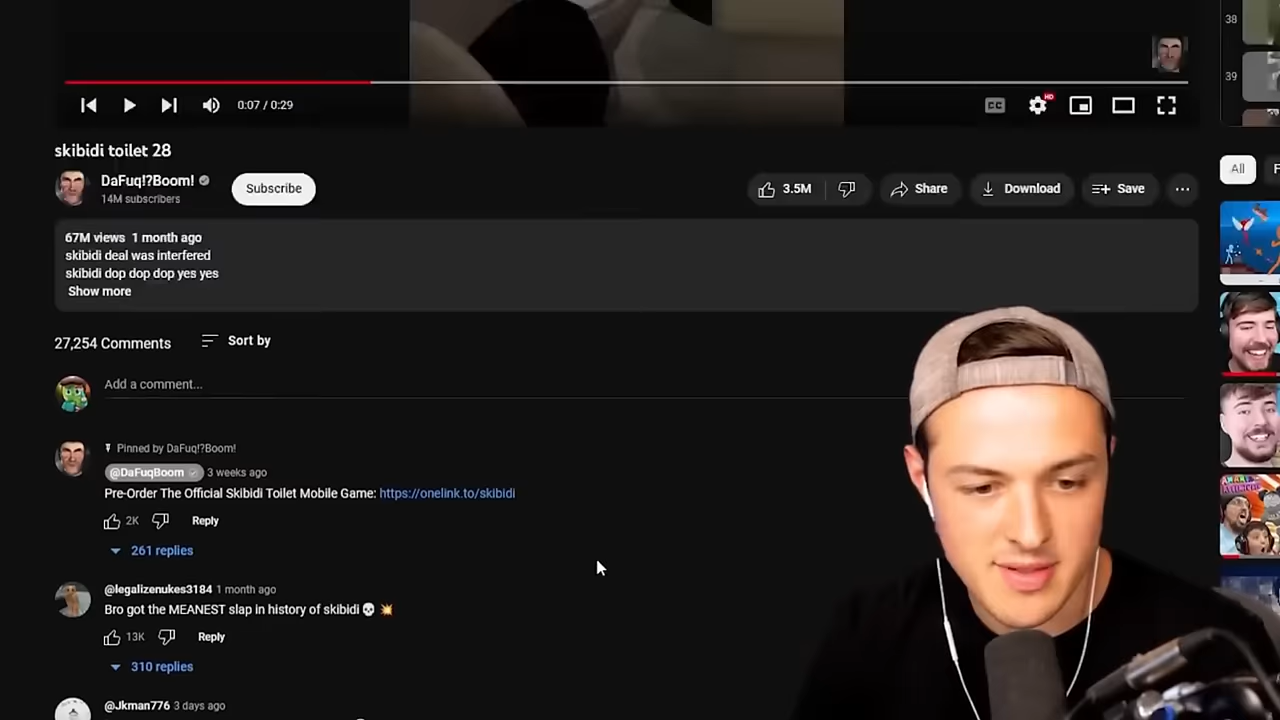 38
0:07 / 0:29
CC
HD
39
skibidi toilet 28
All
DaFuq!?Boom!
14M subscribers
Subscribe
3.5M
Share
Download
Save
67M views 1 month ago
skibidi deal was interfered
skibidi dop dop dop yes yes
Show more
27,254 Comments
Sort by
Add a comment...
Pinned by DaFuq!?Boom!
@DaFuqBoom 3 weeks ago
Pre-Order The Official Skibidi Toilet Mobile Game: https://onelink.to/skibidi
2K Reply
261 replies
@legalizenukes3184 1 month ago
Bro got the MEANEST slap in history of skibidi 💀 💥
13K Reply
310 replies
@Jkman776 3 days ago